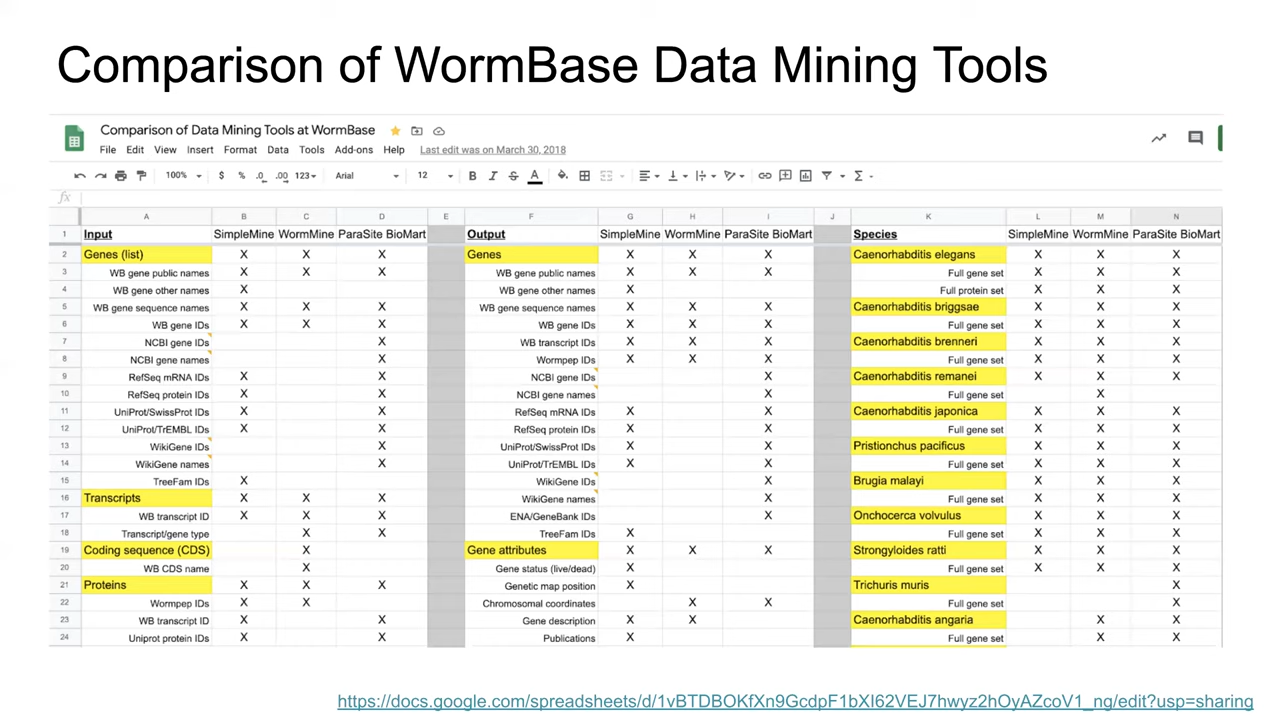 Comparison of WormBase Data Mining Tools
Comparison of Data Mining Tools at WormBase
File Edit View Insert Format Data Tools Add-ons Help Last edit was on March 30, 2018
100% $ % .0 .00 123 Arial 12 B I S A
fx
A B C D E F G H I J K L M N
1 Input SimpleMine WormMine ParaSite BioMart Output SimpleMine WormMine ParaSite BioMart Species SimpleMine WormMine ParaSite BioMart
2 Genes (list) X X X Genes X X X Caenorhabditis elegans X X X
3 WB gene public names X X X WB gene public names X X X Full gene set X X X
4 WB gene other names X WB gene other names X Full protein set X X X
5 WB gene sequence names X X X WB gene sequence names X X X Caenorhabditis briggsae X X X
6 WB gene IDs X X X WB gene IDs X X X Full gene set X X X
7 NCBI gene IDs X WB transcript IDs X X X Caenorhabditis brenneri X X X
8 NCBI gene names X Wormpep IDs X X X Full gene set X X X
9 RefSeq mRNA IDs X X NCBI gene IDs X Caenorhabditis remanei X X X
10 RefSeq protein IDs X X NCBI gene names X Full gene set X
11 UniProt/SwissProt IDs X X RefSeq mRNA IDs X X Caenorhabditis japonica X X X
12 UniProt/TrEMBL IDs X X RefSeq protein IDs X X Full gene set X X X
13 WikiGene IDs X UniProt/SwissProt IDs X X Pristionchus pacificus X X X
14 WikiGene names X UniProt/TrEMBL IDs X X Full gene set X X X
15 TreeFam IDs X WikiGene IDs X Brugia malayi X X X
16 Transcripts X X X WikiGene names X Full gene set X X X
17 WB transcript ID X X X ENA/GeneBank IDs X Onchocerca volvulus X X X
18 Transcript/gene type X X TreeFam IDs X Full gene set X X X
19 Coding sequence (CDS) X Gene attributes X X X Strongyloides ratti X X X
20 WB CDS name X Gene status (live/dead) X Full gene set X X X
21 Proteins X X X Genetic map position X Trichuris muris X
22 Wormpep IDs X X Chromosomal coordinates X X Full gene set X
23 WB transcript ID X X Gene description X X Caenorhabditis angaria X X
24 Uniprot protein IDs X X Publications X Full gene set X X
https://docs.google.com/spreadsheets/d/1vBTDBOKfXn9GcdpF1bXI62VEJ7hwyz2hOyAZcoV1_ng/edit?usp=sharing